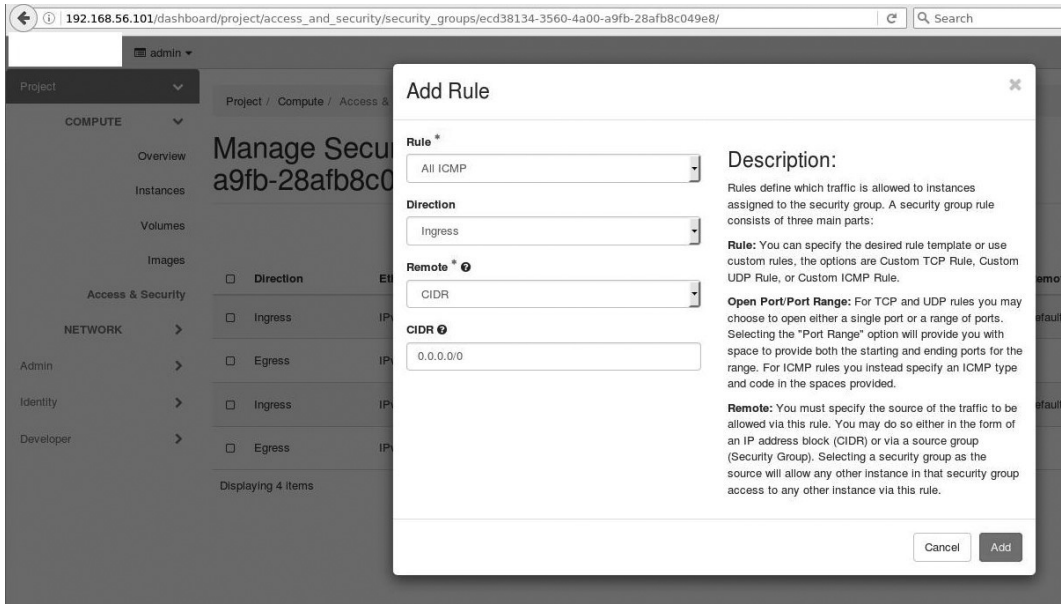 192.168.56.101/dashboard/project/access_and_security/security_groups/ecd38134-3560-4a00-a9fb-28afb8c049e8/
Search
admin
Project
COMPUTE
Overview
Instances
Volumes
Images
Access & Security
NETWORK
Admin
Identity
Developer
Project / Compute / Access &
Manage Secu
a9fb-28afb8c0
Direction
Ingress
Egress
Ingress
Egress
Displaying 4 items
Add Rule
Rule *
All ICMP
Direction
Ingress
Remote *
CIDR
CIDR
0.0.0.0/0
Description:
Rules define which traffic is allowed to instances
assigned to the security group. A security group rule
consists of three main parts:
Rule: You can specify the desired rule template or use
custom rules, the options are Custom TCP Rule, Custom
UDP Rule, or Custom ICMP Rule.
Open Port/Port Range: For TCP and UDP rules you may
choose to open either a single port or a range of ports.
Selecting the "Port Range" option will provide you with
space to provide both the starting and ending ports for the
range. For ICMP rules you instead specify an ICMP type
and code in the spaces provided.
Remote: You must specify the source of the traffic to be
allowed via this rule. You may do so either in the form of
an IP address block (CIDR) or via a source group
(Security Group). Selecting a security group as the
source will allow any other instance in that security group
access to any other instance via this rule.
Cancel
Add